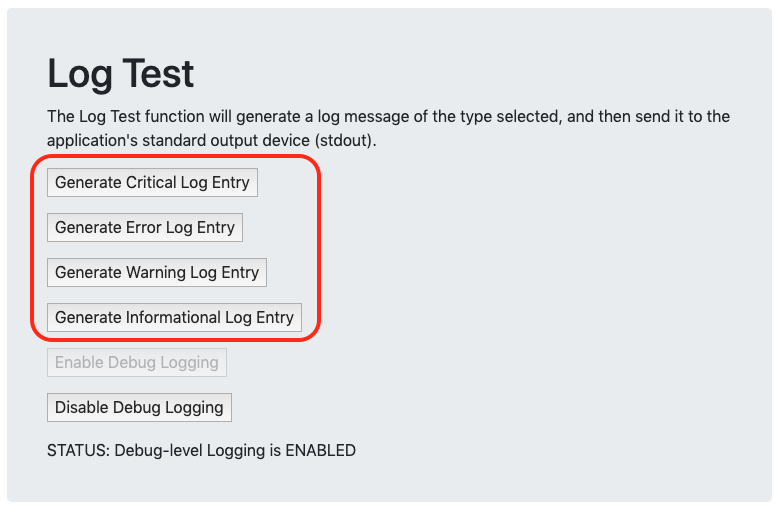 Log Test
The Log Test function will generate a log message of the type selected, and then send it to the
application's standard output device (stdout).
Generate Critical Log Entry
Generate Error Log Entry
Generate Warning Log Entry
Generate Informational Log Entry
Enable Debug Logging
Disable Debug Logging
STATUS: Debug-level Logging is ENABLED